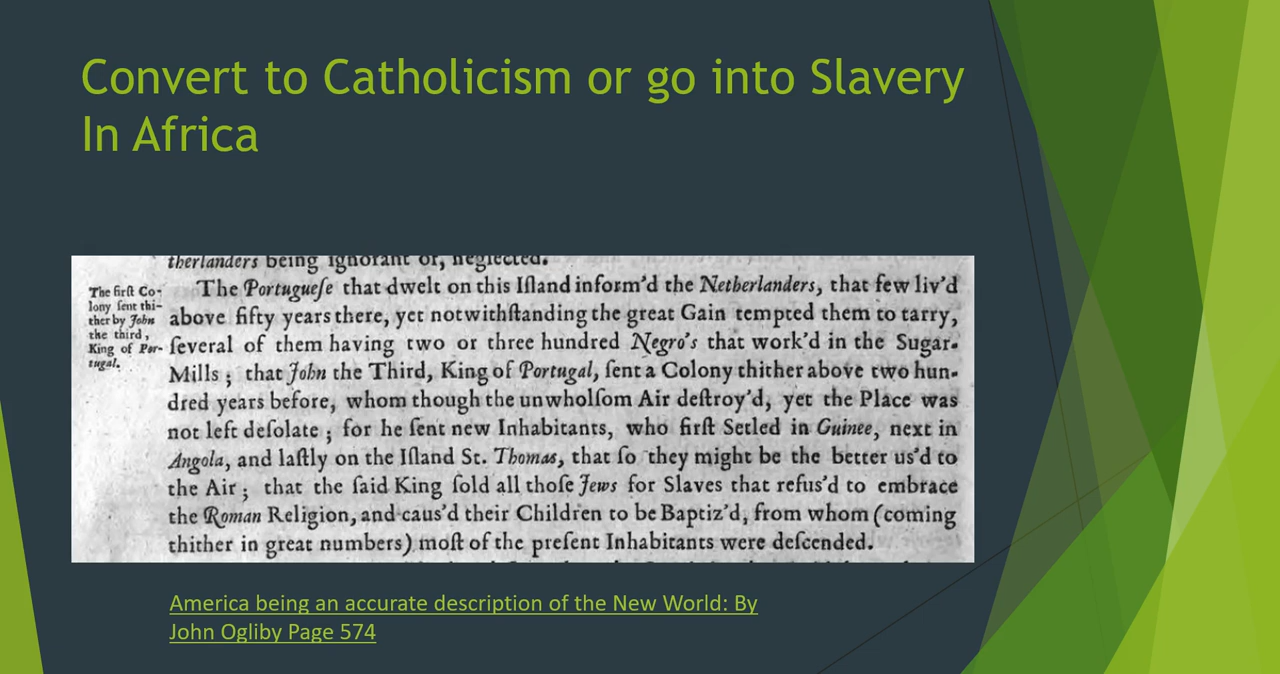 Convert to Catholicism or go into Slavery
In Africa
therlanders being ignorant of, neglected.
The firſt Co-
lony ſent thi-
ther by John
the third,
King of Por-
tugal.
The Portugueſe that dwelt on this Iſland inform'd the Netherlanders, that few liv'd
above fifty years there, yet notwithſtanding the great Gain tempted them to tarry,
ſeveral of them having two or three hundred Negro's that work'd in the Sugar-
Mills; that John the Third, King of Portugal, ſent a Colony thither above two hun-
dred years before, whom though the unwholſom Air deſtroy'd, yet the Place was
not left deſolate; for he ſent new Inhabitants, who firſt Setled in Guinee, next in
Angola, and laſtly on the Iſland St. Thomas, that ſo they might be the better us'd to
the Air; that the ſaid King ſold all thoſe Jews for Slaves that refus'd to embrace
the Roman Religion, and caus'd their Children to be Baptiz'd, from whom (coming
thither in great numbers) moſt of the preſent Inhabitants were deſcended.
America being an accurate description of the New World: By
John Ogliby Page 574